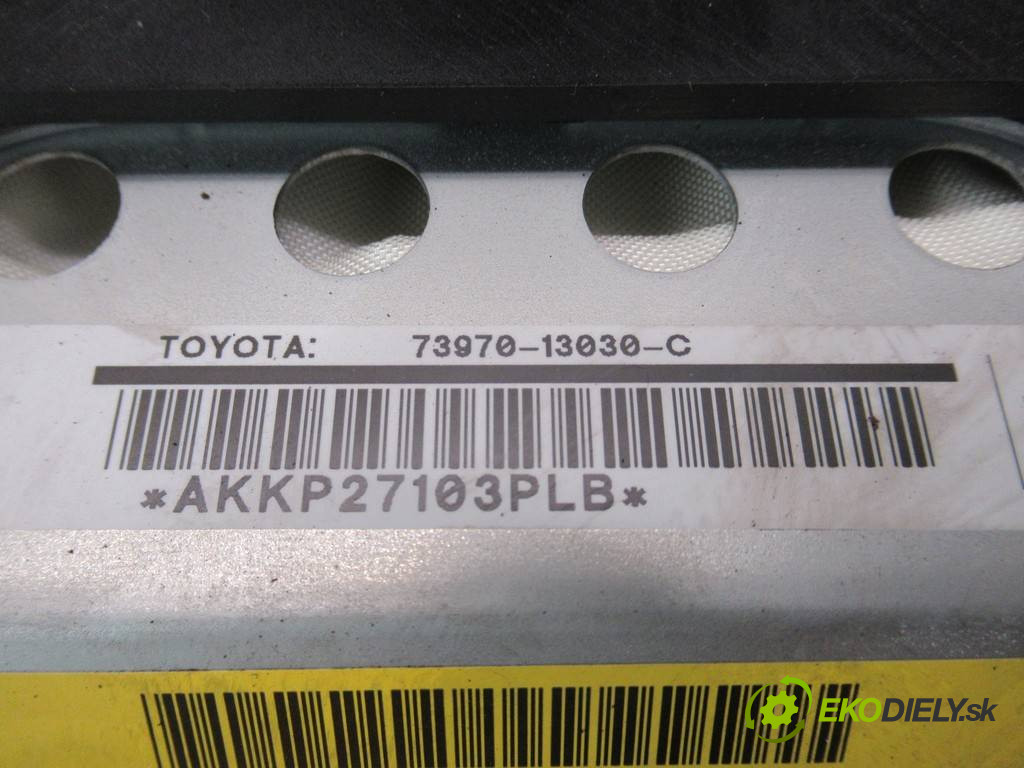 TOYOTA: 73970-13030-C
*AKKP27103PLB*
EKODIELY.sk